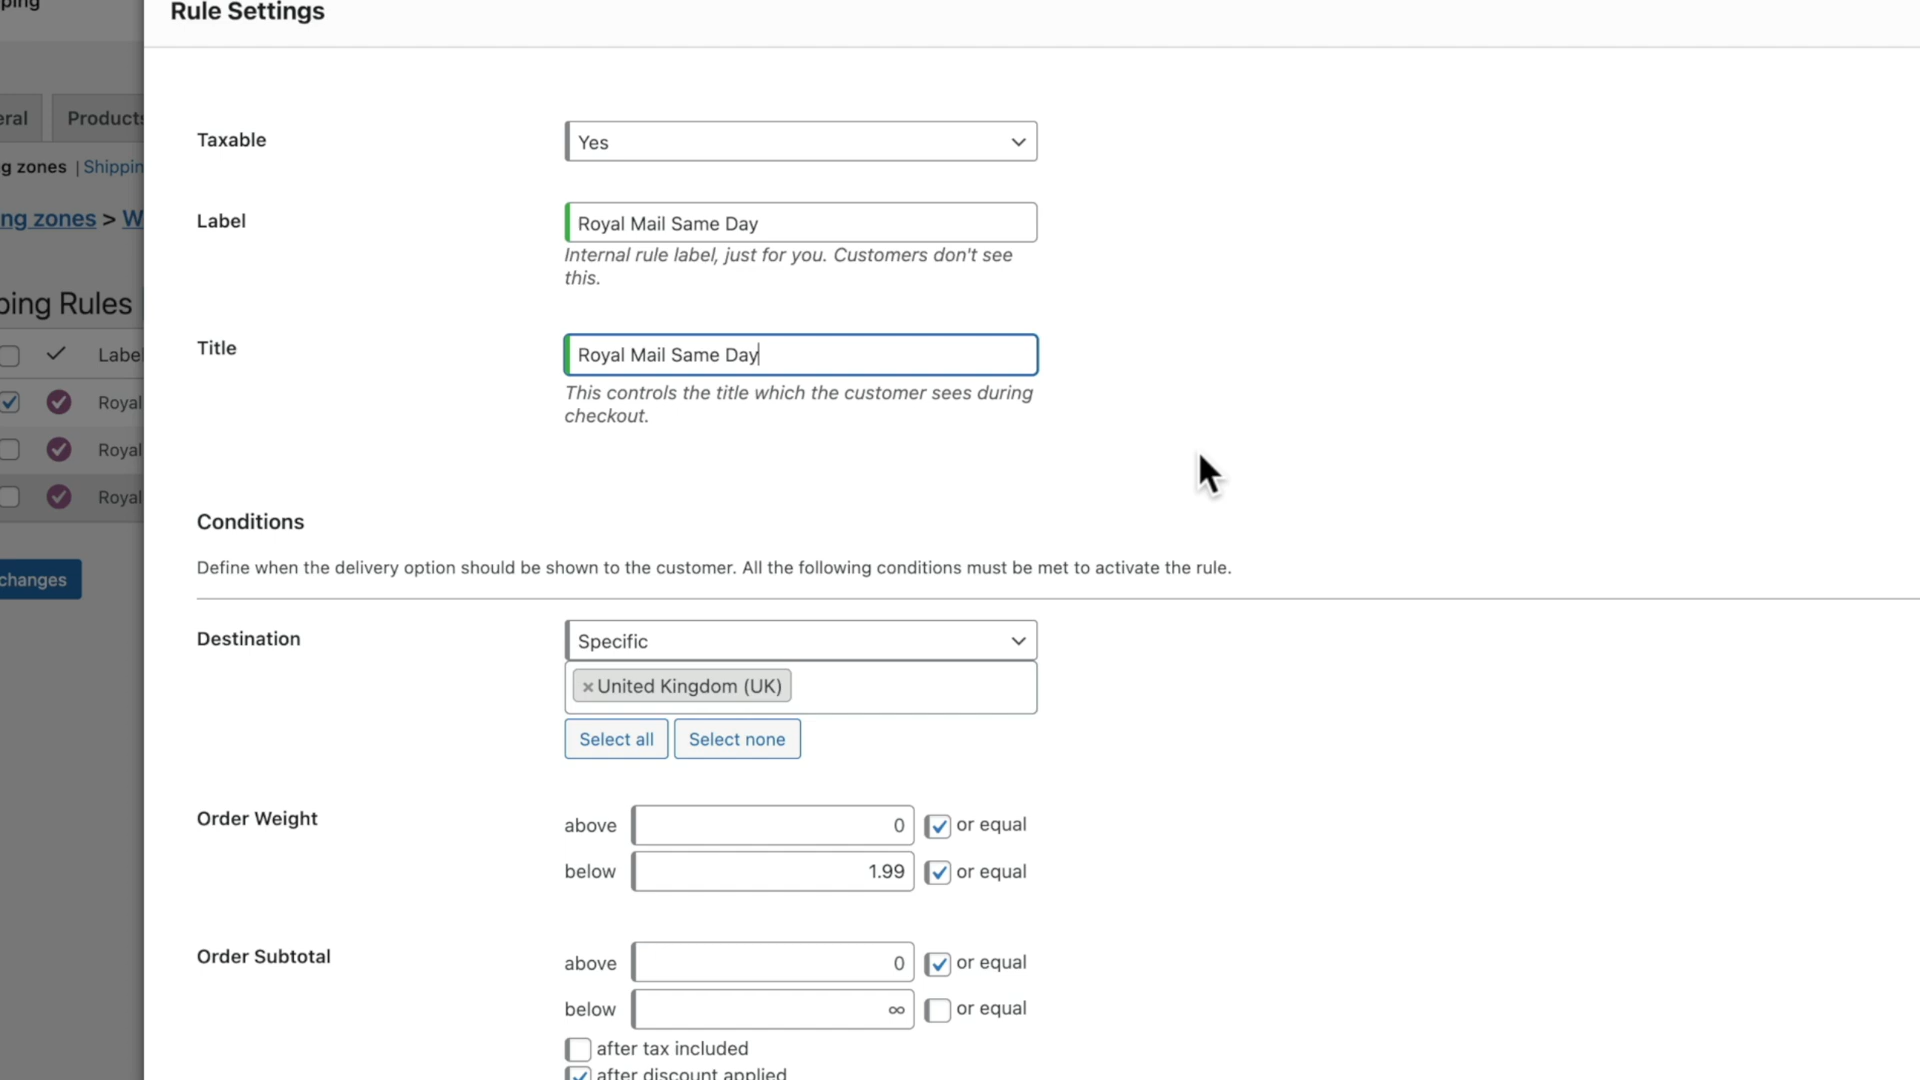 ping
Rule Settings
eral
Products
g zones | Shippin
ng zones > W
ping Rules
Label
Royal
Royal
Royal
changes
Taxable
Yes
Label
Royal Mail Same Day
Internal rule label, just for you. Customers don't see
this.
Title
Royal Mail Same Day
This controls the title which the customer sees during
checkout.
Conditions
Define when the delivery option should be shown to the customer. All the following conditions must be met to activate the rule.
Destination
Specific
×United Kingdom (UK)
Select all
Select none
Order Weight
above 0 or equal
below 1.99 or equal
Order Subtotal
above 0 or equal
below ∞ or equal
after tax included
after discount applied